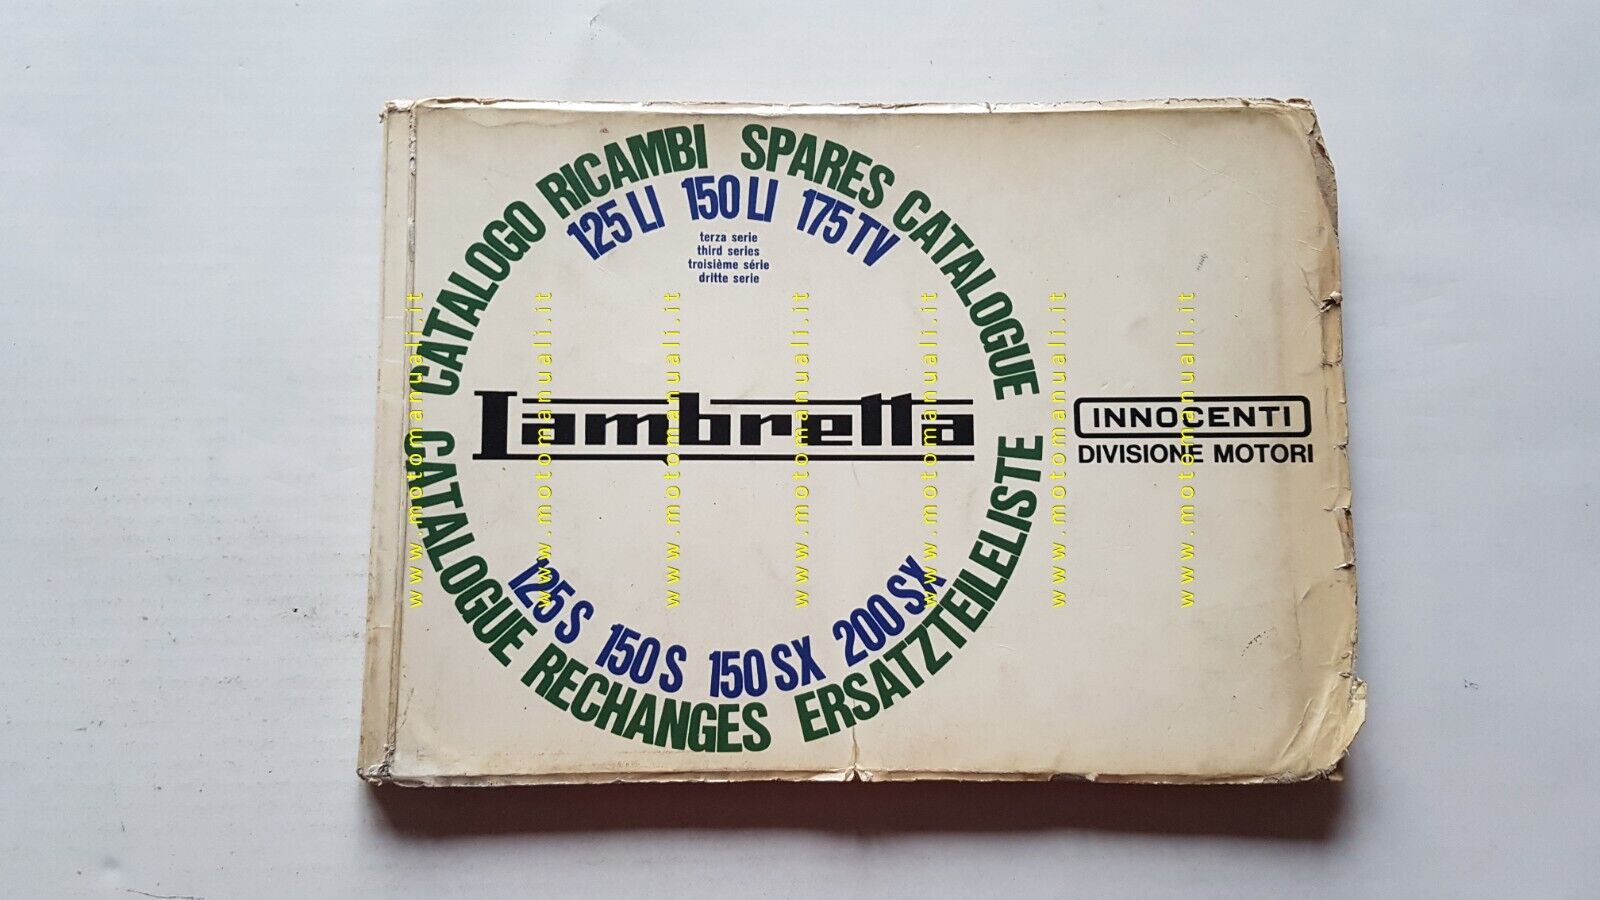 CATALOGO RICAMBI SPARES CATALOGUE
125 LI 150 LI 175 TV
terza serie
third series
troisième série
dritte serie
Lambretta
INNOCENTI
DIVISIONE MOTORI
125 S 150 S 150 SX 200 SX
CATALOGUE RECHANGES ERSATZTEILELISTE
www.motomanuali.it
www.motomanuali.it
www.motomanuali.it
www.motomanuali.it
www.motomanuali.it
www.motomanuali.it
www.motomanuali.it